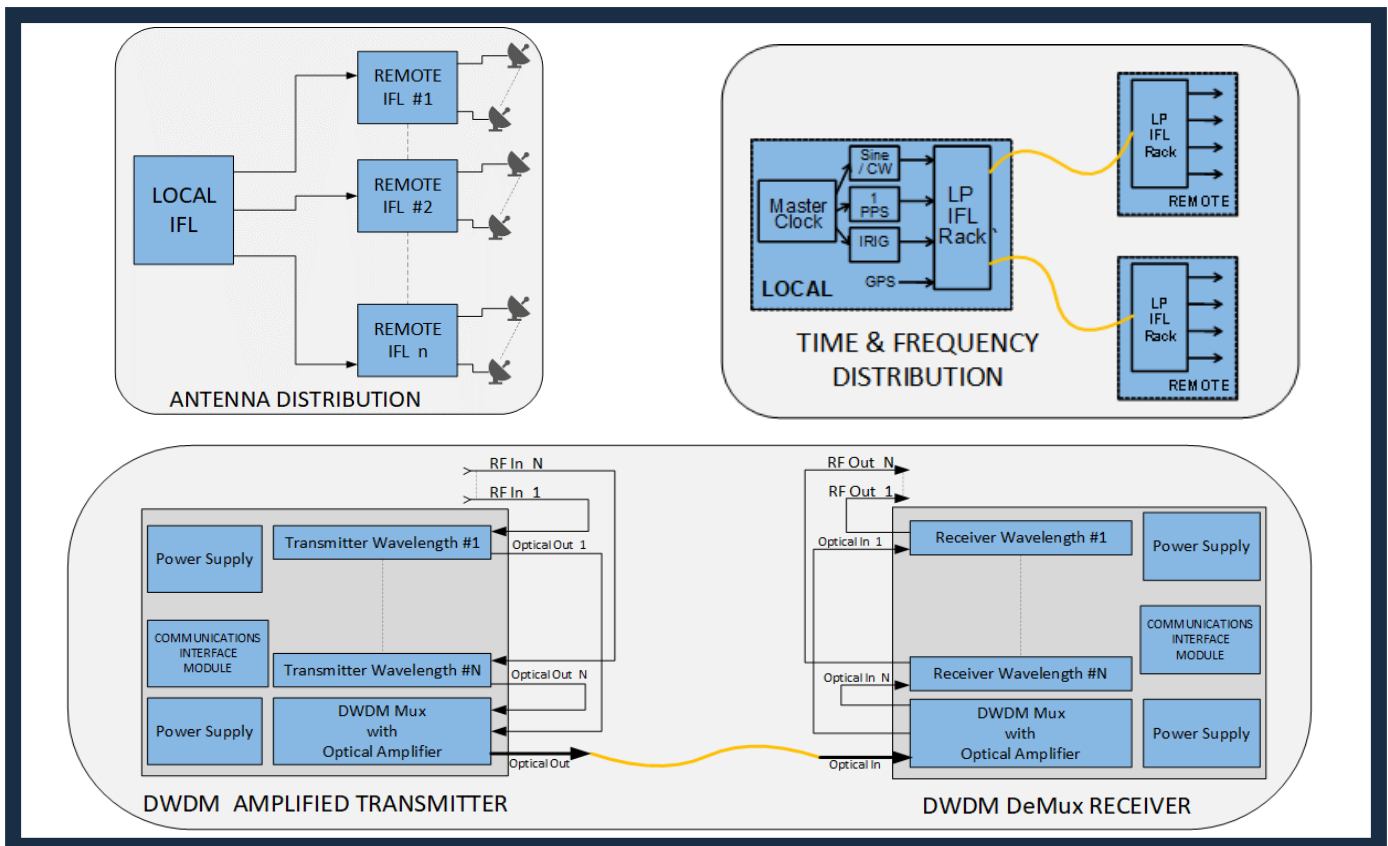 REMOTE
IFL #1
REMOTE
IFL #2
LOCAL
IFL
REMOTE
IFL n
ANTENNA DISTRIBUTION
Master
Clock
Sine
/ CW
1
PPS
IRIG
GPS
LP
IFL
Rack`
LOCAL
LP
IFL
Rack
REMOTE
LP
IFL
Rack
REMOTE
TIME & FREQUENCY
DISTRIBUTION
RF In N
RF In 1
Power Supply
Transmitter Wavelength #1
Optical Out 1
COMMUNICATIONS
INTERFACE
MODULE
Transmitter Wavelength #N
Optical Out N
Power Supply
DWDM Mux
with
Optical Amplifier
Optical Out
DWDM AMPLIFIED TRANSMITTER
RF Out N
RF Out 1
Optical In 1
Receiver Wavelength #1
Power Supply
COMMUNICATIONS
INTERFACE
MODULE
Optical In N
Receiver Wavelength #N
DWDM Mux
with
Optical Amplifier
Power Supply
Optical In
DWDM DeMux RECEIVER